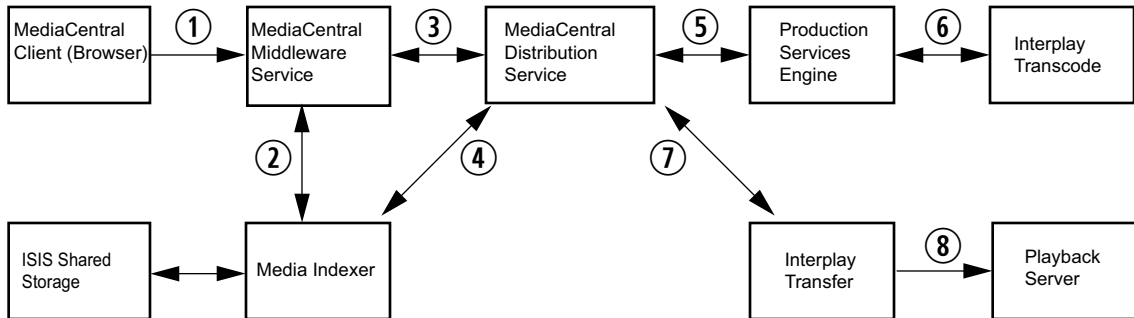 MediaCentral
Client (Browser)
①
MediaCentral
Middleware
Service
③
MediaCentral
Distribution
Service
⑤
Production
Services
Engine
⑥
Interplay
Transcode
②
④
⑦
ISIS Shared
Storage
Media Indexer
Interplay
Transfer
⑧
Playback
Server